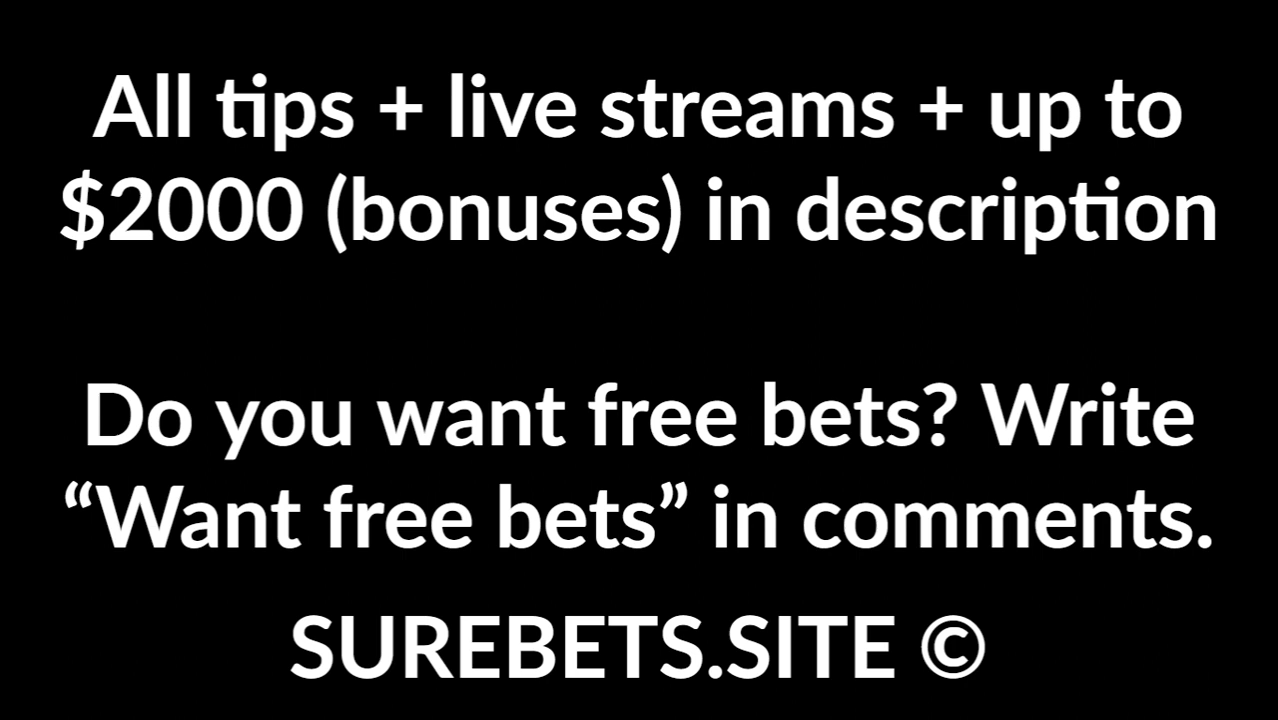 All tips + live streams + up to
$2000 (bonuses) in description
Do you want free bets? Write
“Want free bets” in comments.
SUREBETS.SITE ©